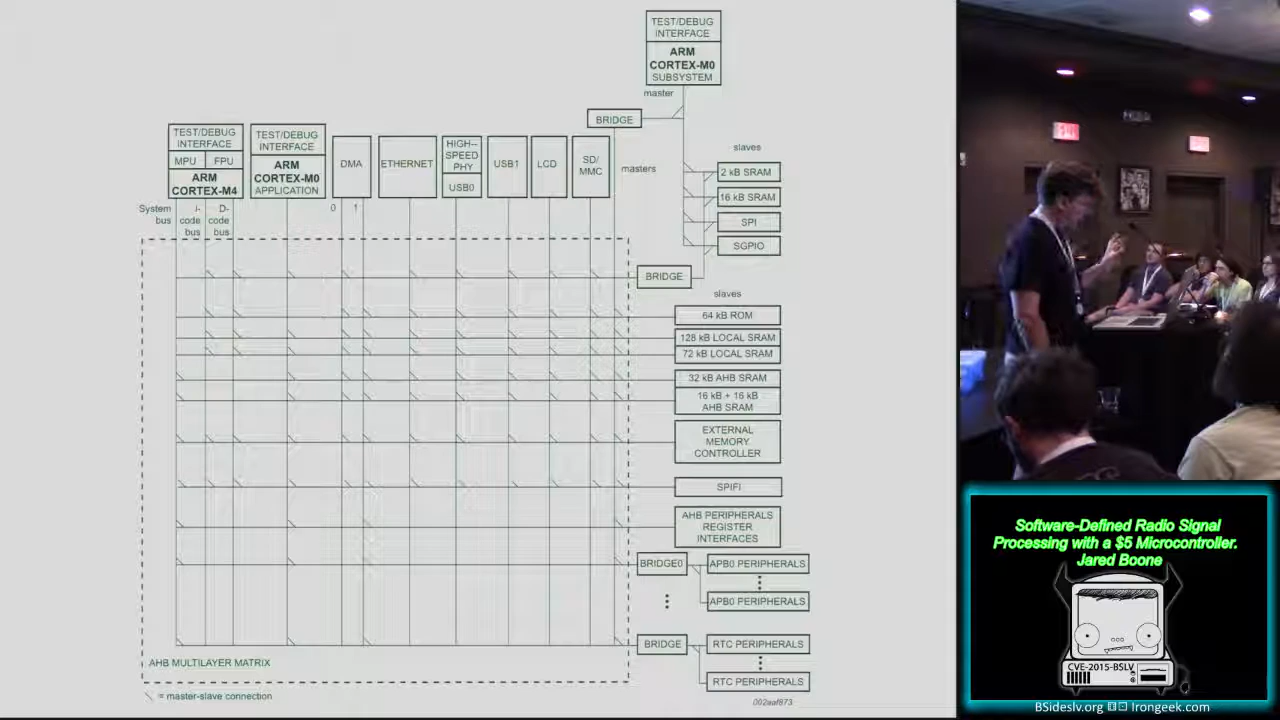 TEST/DEBUG
INTERFACE
ARM
CORTEX-M0
SUBSYSTEM
master
BRIDGE
TEST/DEBUG
INTERFACE
MPU
FPU
ARM
CORTEX-M4
TEST/DEBUG
INTERFACE
ARM
CORTEX-M0
APPLICATION
DMA
ETHERNET
HIGH-
SPEED
PHY
USB0
USB1
LCD
SD/
MMC
masters
slaves
2 kB SRAM
16 kB SRAM
SPI
SGPIO
System
bus
I-
code
bus
D-
code
bus
0
1
BRIDGE
slaves
64 kB ROM
128 kB LOCAL SRAM
72 kB LOCAL SRAM
32 kB AHB SRAM
16 kB + 16 kB
AHB SRAM
EXTERNAL
MEMORY
CONTROLLER
SPIFI
AHB PERIPHERALS
REGISTER
INTERFACES
BRIDGE0
APB0 PERIPHERALS
APB0 PERIPHERALS
BRIDGE
RTC PERIPHERALS
RTC PERIPHERALS
AHB MULTILAYER MATRIX
= master-slave connection
002aaf873
Software-Defined Radio Signal
Processing with a $5 Microcontroller.
Jared Boone
CVE-2015-BSLV
BSideslv.org
Irongeek.com